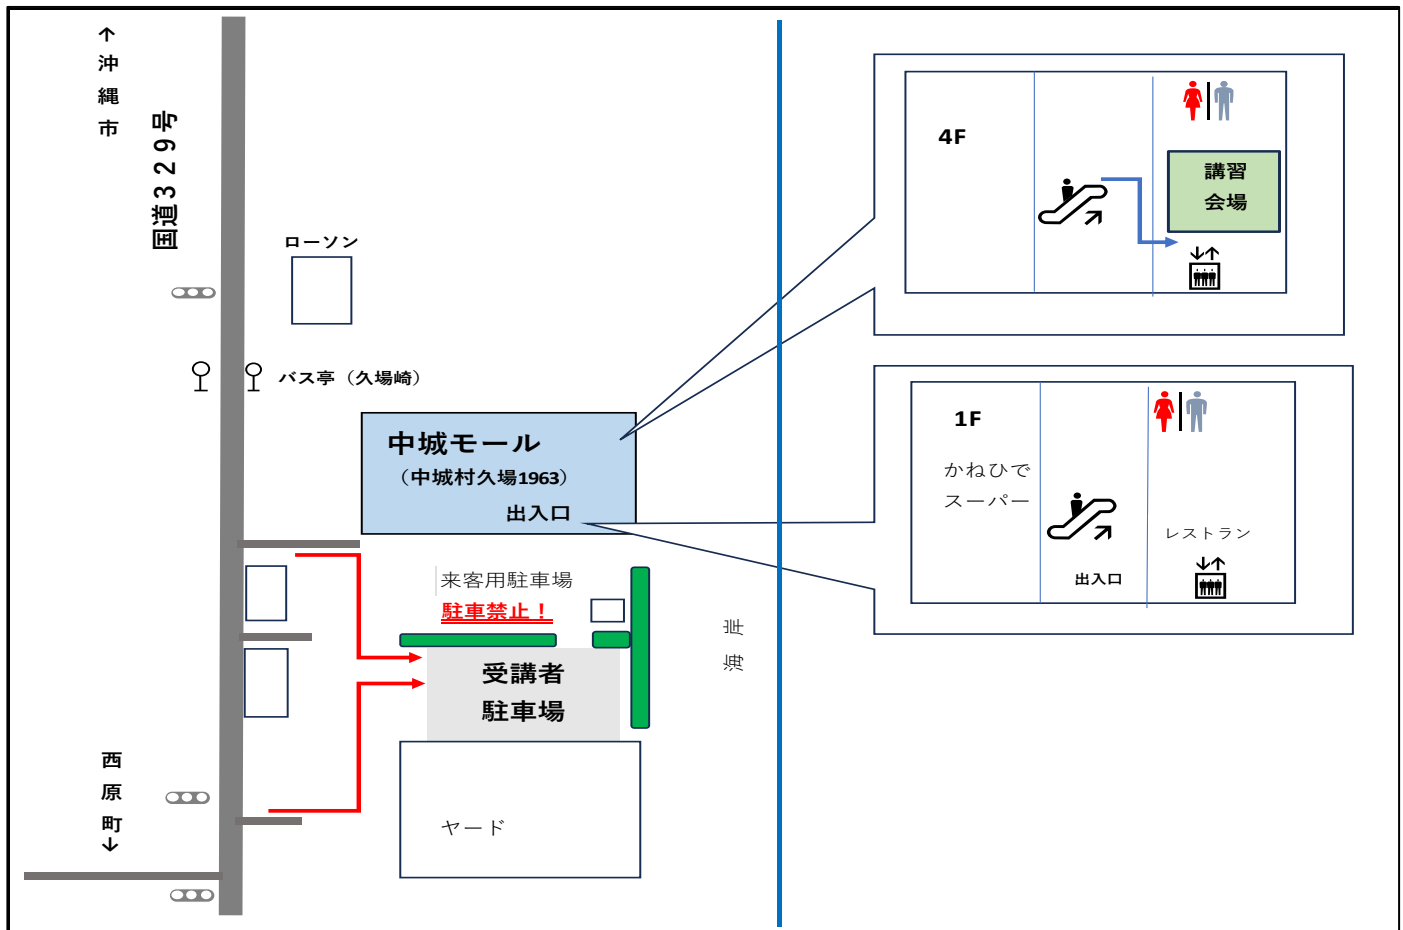 ↑沖縄市
国道３２９号
ローソン
バス亭（久場崎）
中城モール
（中城村久場1963）
出入口
来客用駐車場
駐車禁止！
受講者
駐車場
ヤード
西原町↓
海岸
4F
講習
会場
1F
かねひで
スーパー
レストラン
出入口